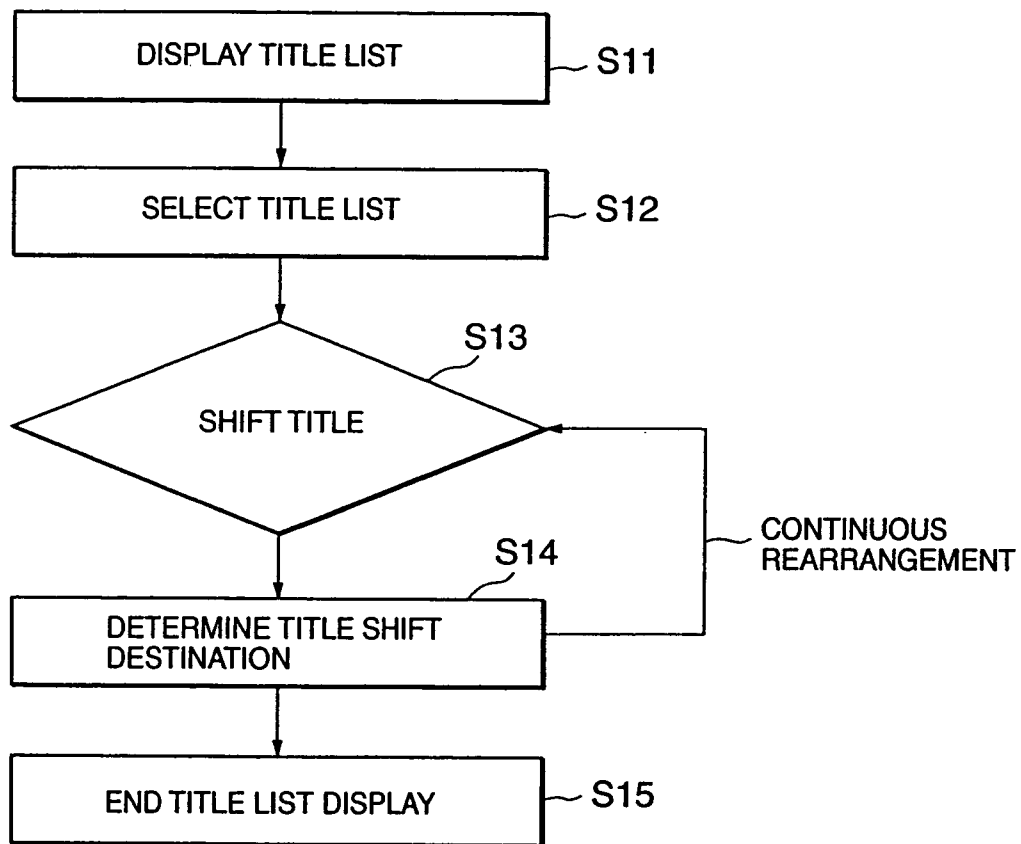 DISPLAY TITLE LIST
S11
SELECT TITLE LIST
S12
S13
SHIFT TITLE
CONTINUOUS
REARRANGEMENT
S14
DETERMINE TITLE SHIFT
DESTINATION
END TITLE LIST DISPLAY
S15